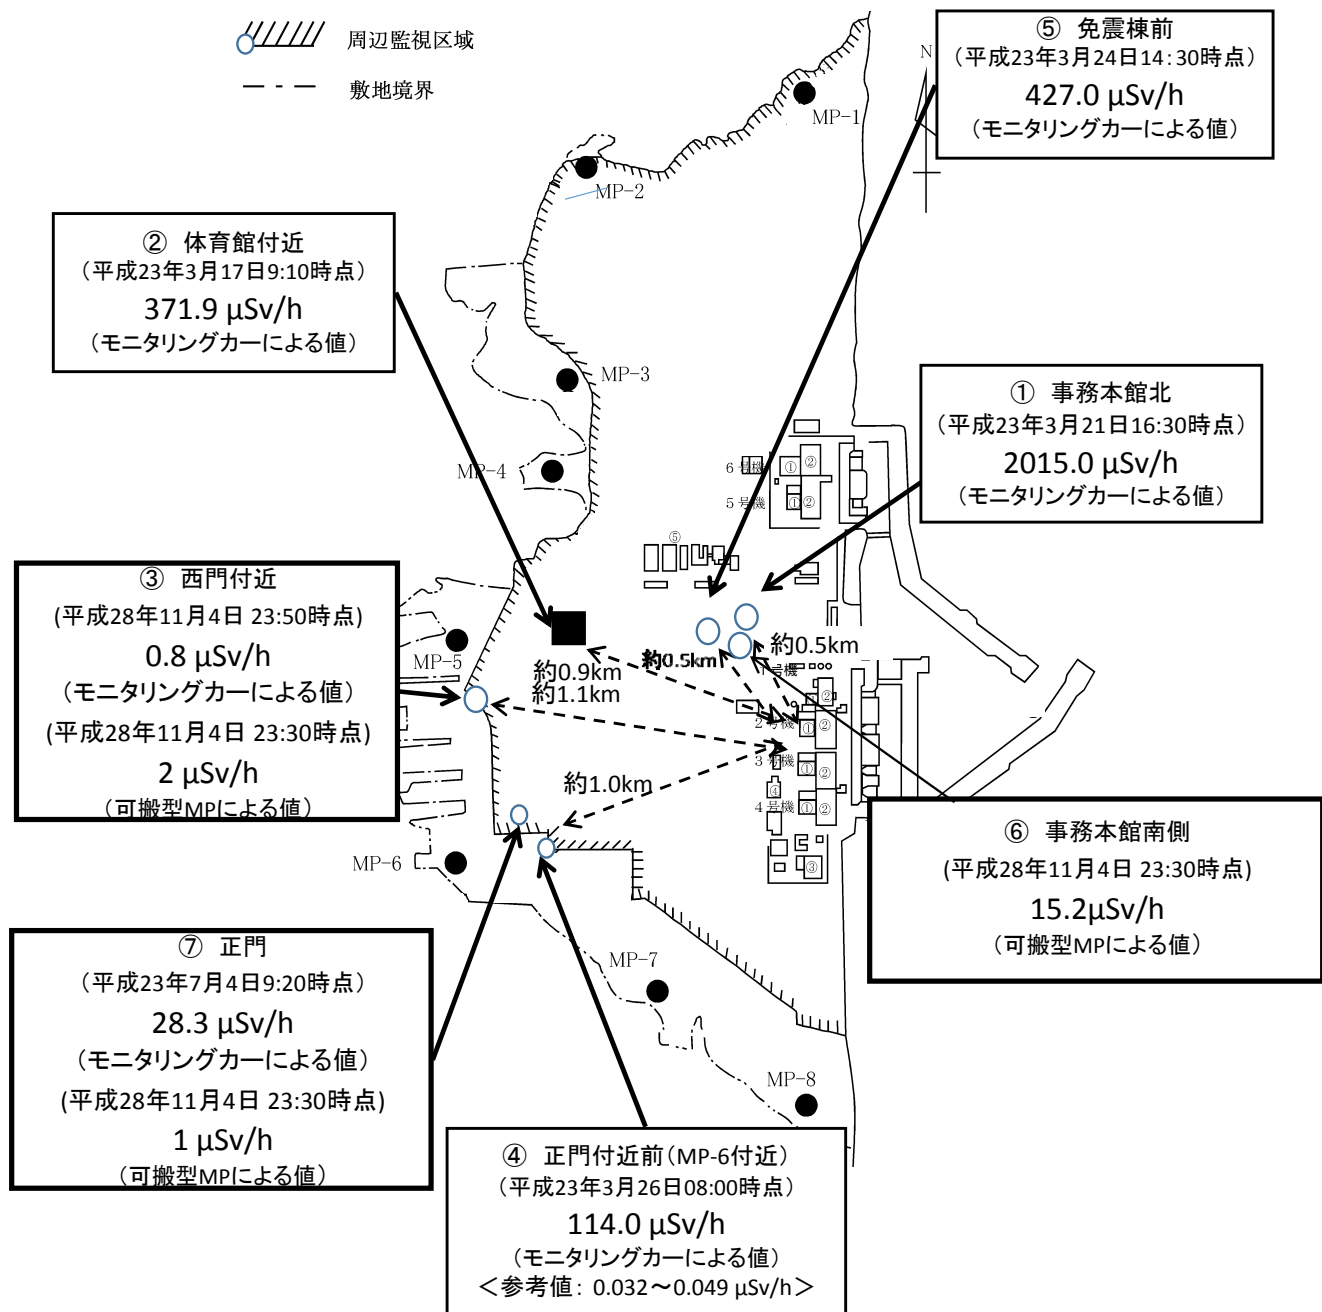 周辺監視区域
敷地境界
⑤ 免震棟前
(平成23年3月24日14:30時点)
427.0 μSv/h
(モニタリングカーによる値)
N
MP-1
MP-2
② 体育館付近
(平成23年3月17日9:10時点)
371.9 μSv/h
(モニタリングカーによる値)
MP-3
① 事務本館北
(平成23年3月21日16:30時点)
2015.0 μSv/h
(モニタリングカーによる値)
MP-4
6号機
①
②
5号機
①
②
⑤
③ 西門付近
(平成28年11月4日 23:50時点)
0.8 μSv/h
(モニタリングカーによる値)
(平成28年11月4日 23:30時点)
2 μSv/h
(可搬型MPによる値)
MP-5
約0.9km
約1.1km
約0.5km
約0.5km
1号機
②
2号機
①
②
3号機
①
②
④
4号機
①
②
③
約1.0km
MP-6
⑥ 事務本館南側
(平成28年11月4日 23:30時点)
15.2μSv/h
(可搬型MPによる値)
⑦ 正門
(平成23年7月4日9:20時点)
28.3 μSv/h
(モニタリングカーによる値)
(平成28年11月4日 23:30時点)
1 μSv/h
(可搬型MPによる値)
MP-7
MP-8
④ 正門付近前(MP-6付近)
(平成23年3月26日08:00時点)
114.0 μSv/h
(モニタリングカーによる値)
<参考値: 0.032～0.049 μSv/h>